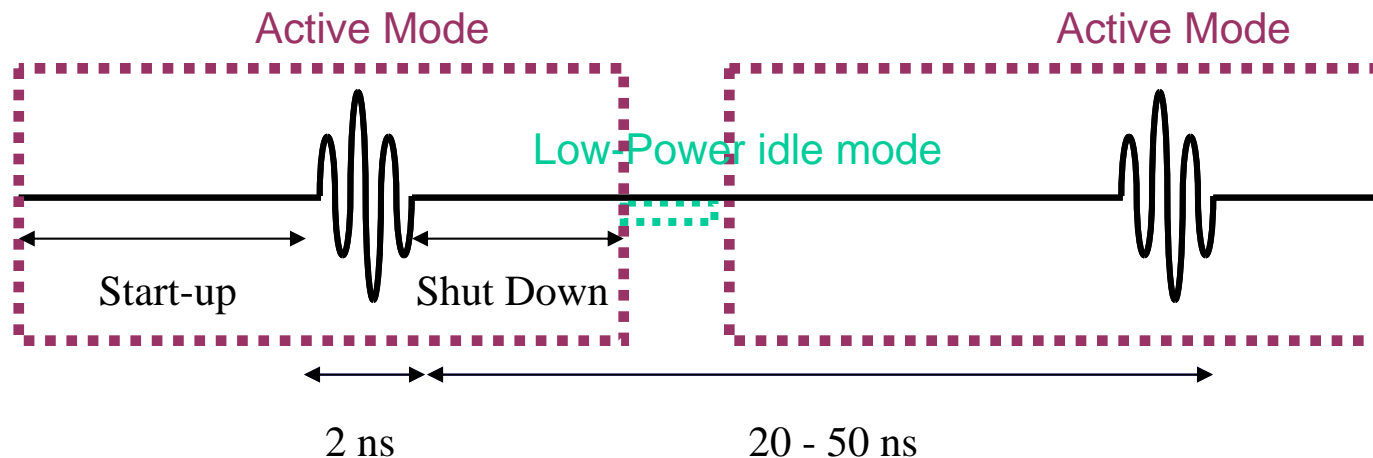 Active Mode
Active Mode
Low-Power idle mode
Start-up
Shut Down
2 ns
20 - 50 ns